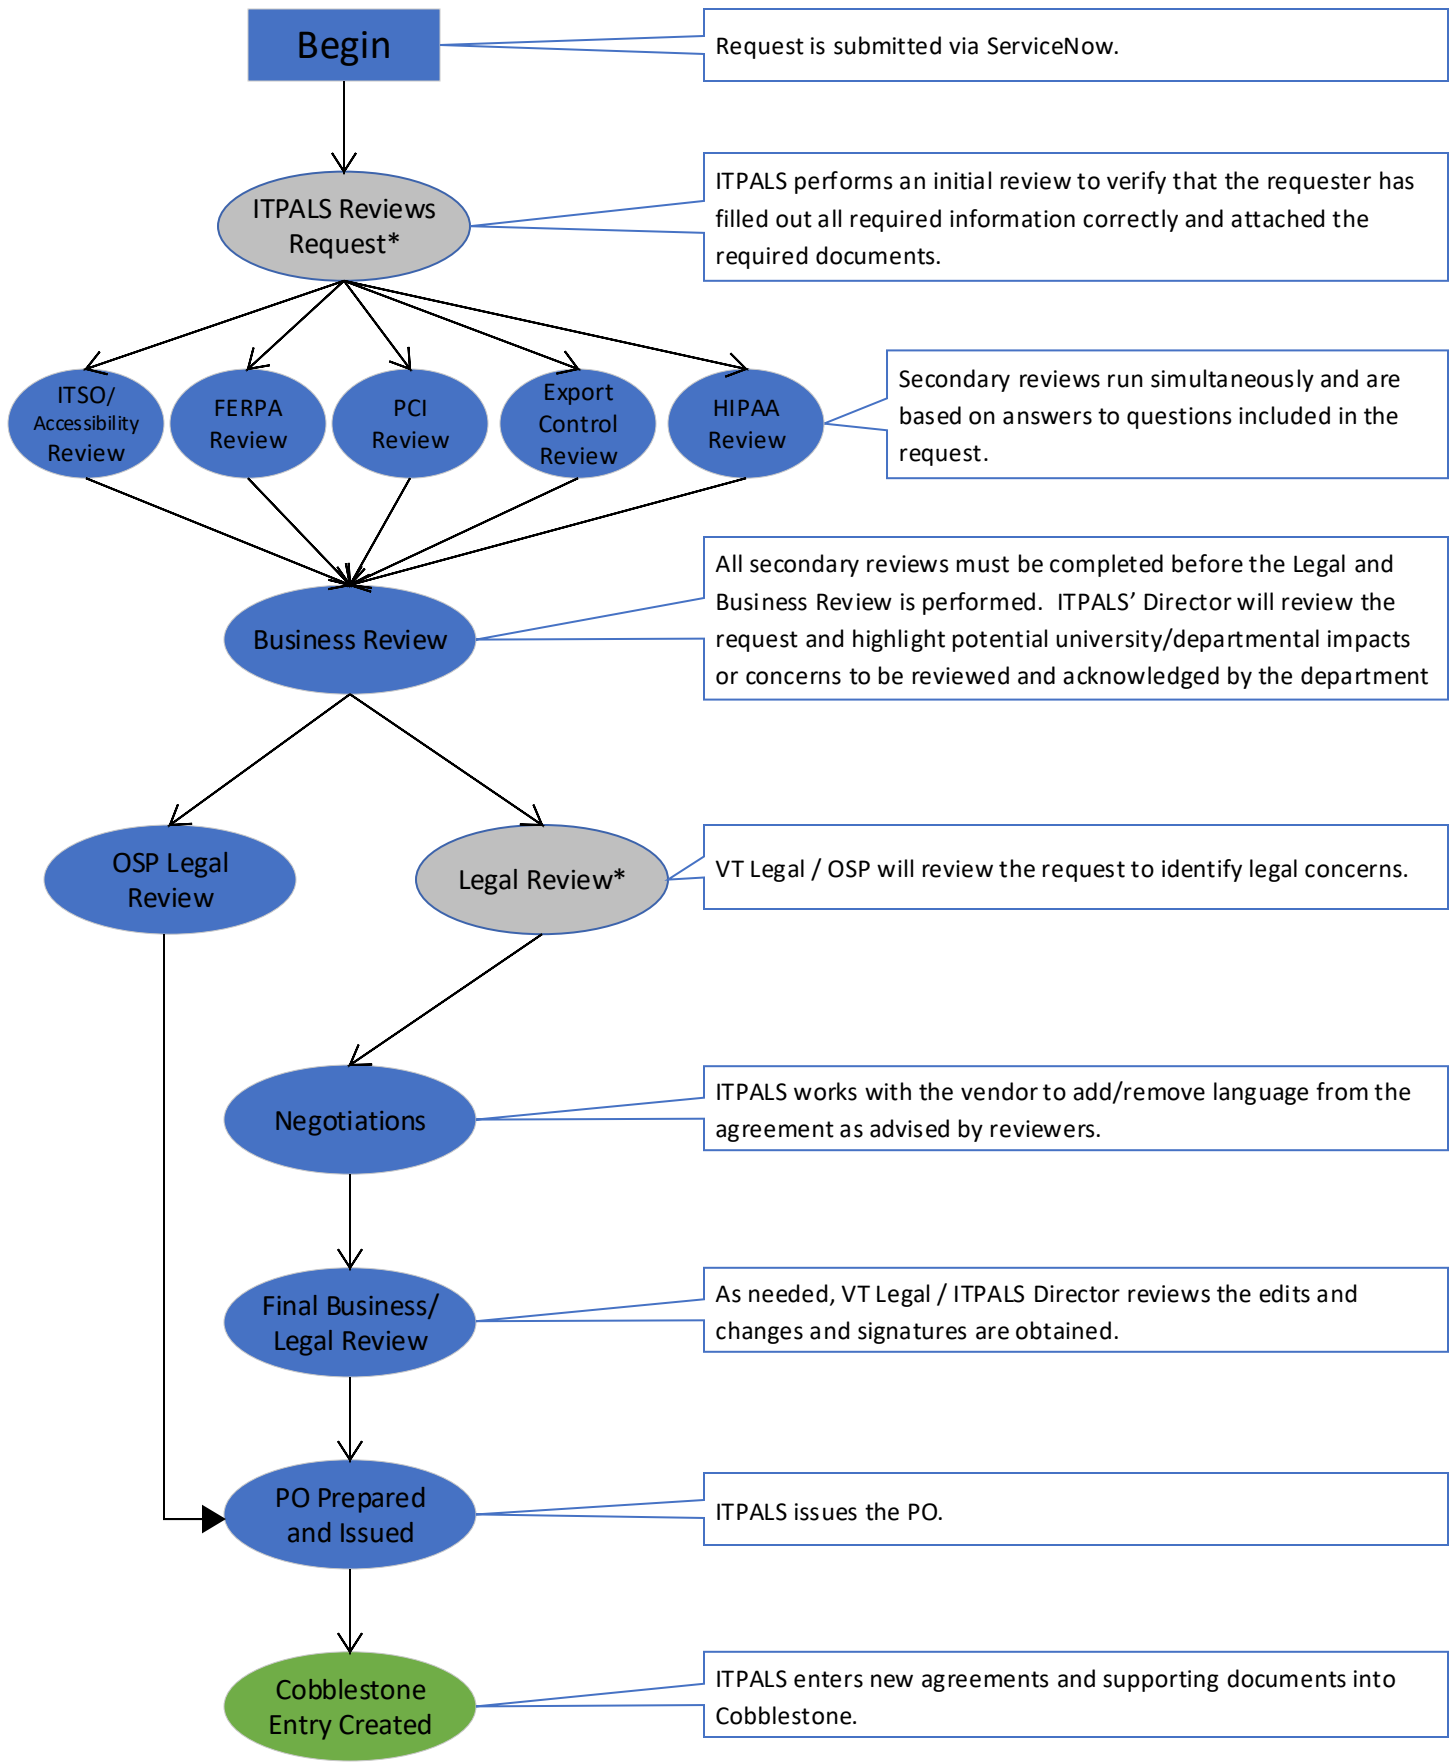 Begin
Request is submitted via ServiceNow.
ITPALS Reviews
Request*
ITPALS performs an initial review to verify that the requester has
filled out all required information correctly and attached the
required documents.
ITSO/
Accessibility
Review
FERPA
Review
PCI
Review
Export
Control
Review
HIPAA
Review
Secondary reviews run simultaneously and are
based on answers to questions included in the
request.
Business Review
All secondary reviews must be completed before the Legal and
Business Review is performed.  ITPALS’ Director will review the
request and highlight potential university/departmental impacts
or concerns to be reviewed and acknowledged by the department
OSP Legal
Review
Legal Review*
VT Legal / OSP will review the request to identify legal concerns.
Negotiations
ITPALS works with the vendor to add/remove language from the
agreement as advised by reviewers.
Final Business/
Legal Review
As needed, VT Legal / ITPALS Director reviews the edits and
changes and signatures are obtained.
PO Prepared
and Issued
ITPALS issues the PO.
Cobblestone
Entry Created
ITPALS enters new agreements and supporting documents into
Cobblestone.